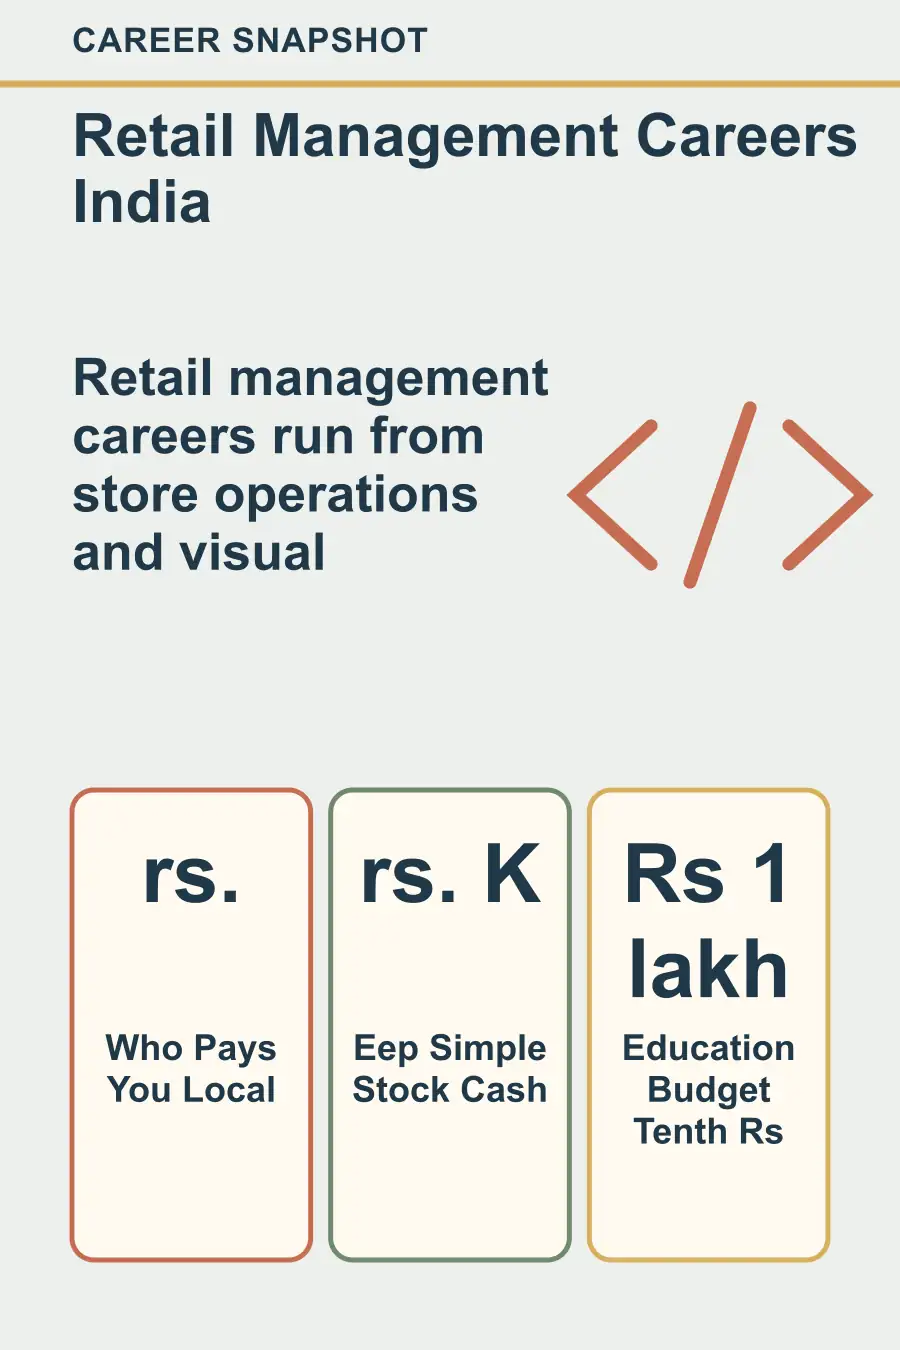 CAREER SNAPSHOT
Retail Management Careers
India
Retail management
careers run from
store operations
and visual
rs.
Who Pays
You Local
rs. K
Eep Simple
Stock Cash
Rs 1
lakh
Education
Budget
Tenth Rs